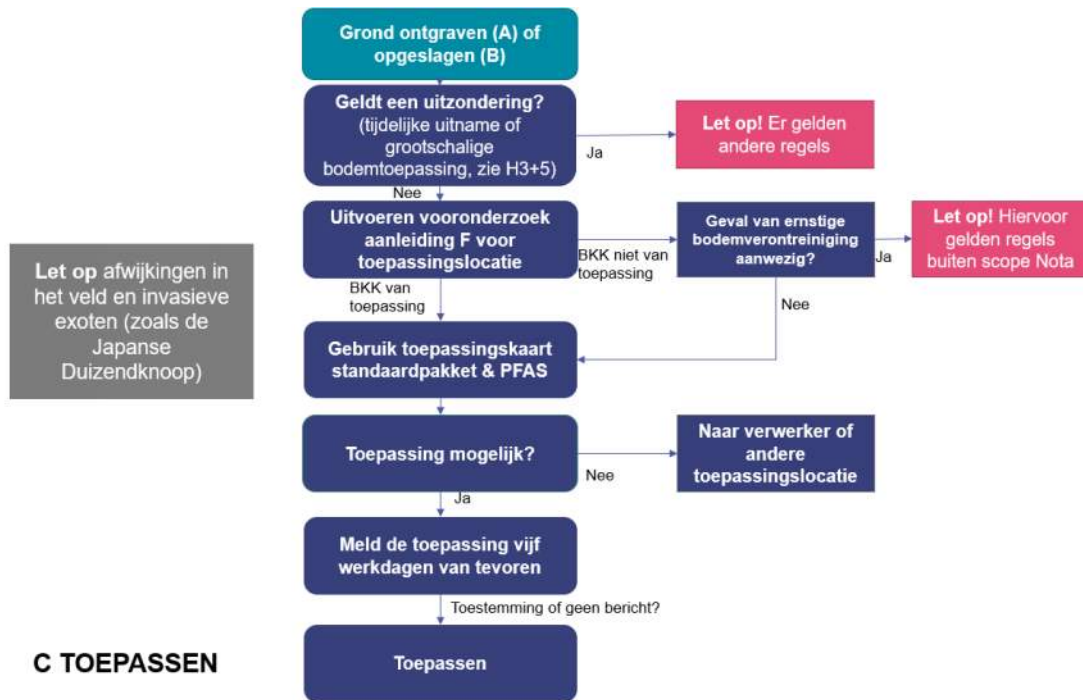 Grond ontgraven (A) of
opgeslagen (B)
Geldt een uitzondering?
(tijdelijke uitname of
grootschalige
bodemtoepassing, zie H3+5)
Ja
Let op! Er gelden
andere regels
Nee
Uitvoeren vooronderzoek
aanleiding F voor
toepassingslocatie
BKK niet van
toepassing
Geval van ernstige
bodemverontreiniging
aanwezig?
Ja
Let op! Hiervoor
gelden regels
buiten scope Nota
Let op afwijkingen in
het veld en invasieve
exoten (zoals de
Japanse
Duizendknoop)
BKK van
toepassing
Nee
Gebruik toepassingskaart
standaardpakket & PFAS
Toepassing mogelijk?
Nee
Naar verwerker of
andere
toepassingslocatie
Ja
Meld de toepassing vijf
werkdagen van tevoren
Toestemming of geen bericht?
Toepassen
C TOEPASSEN